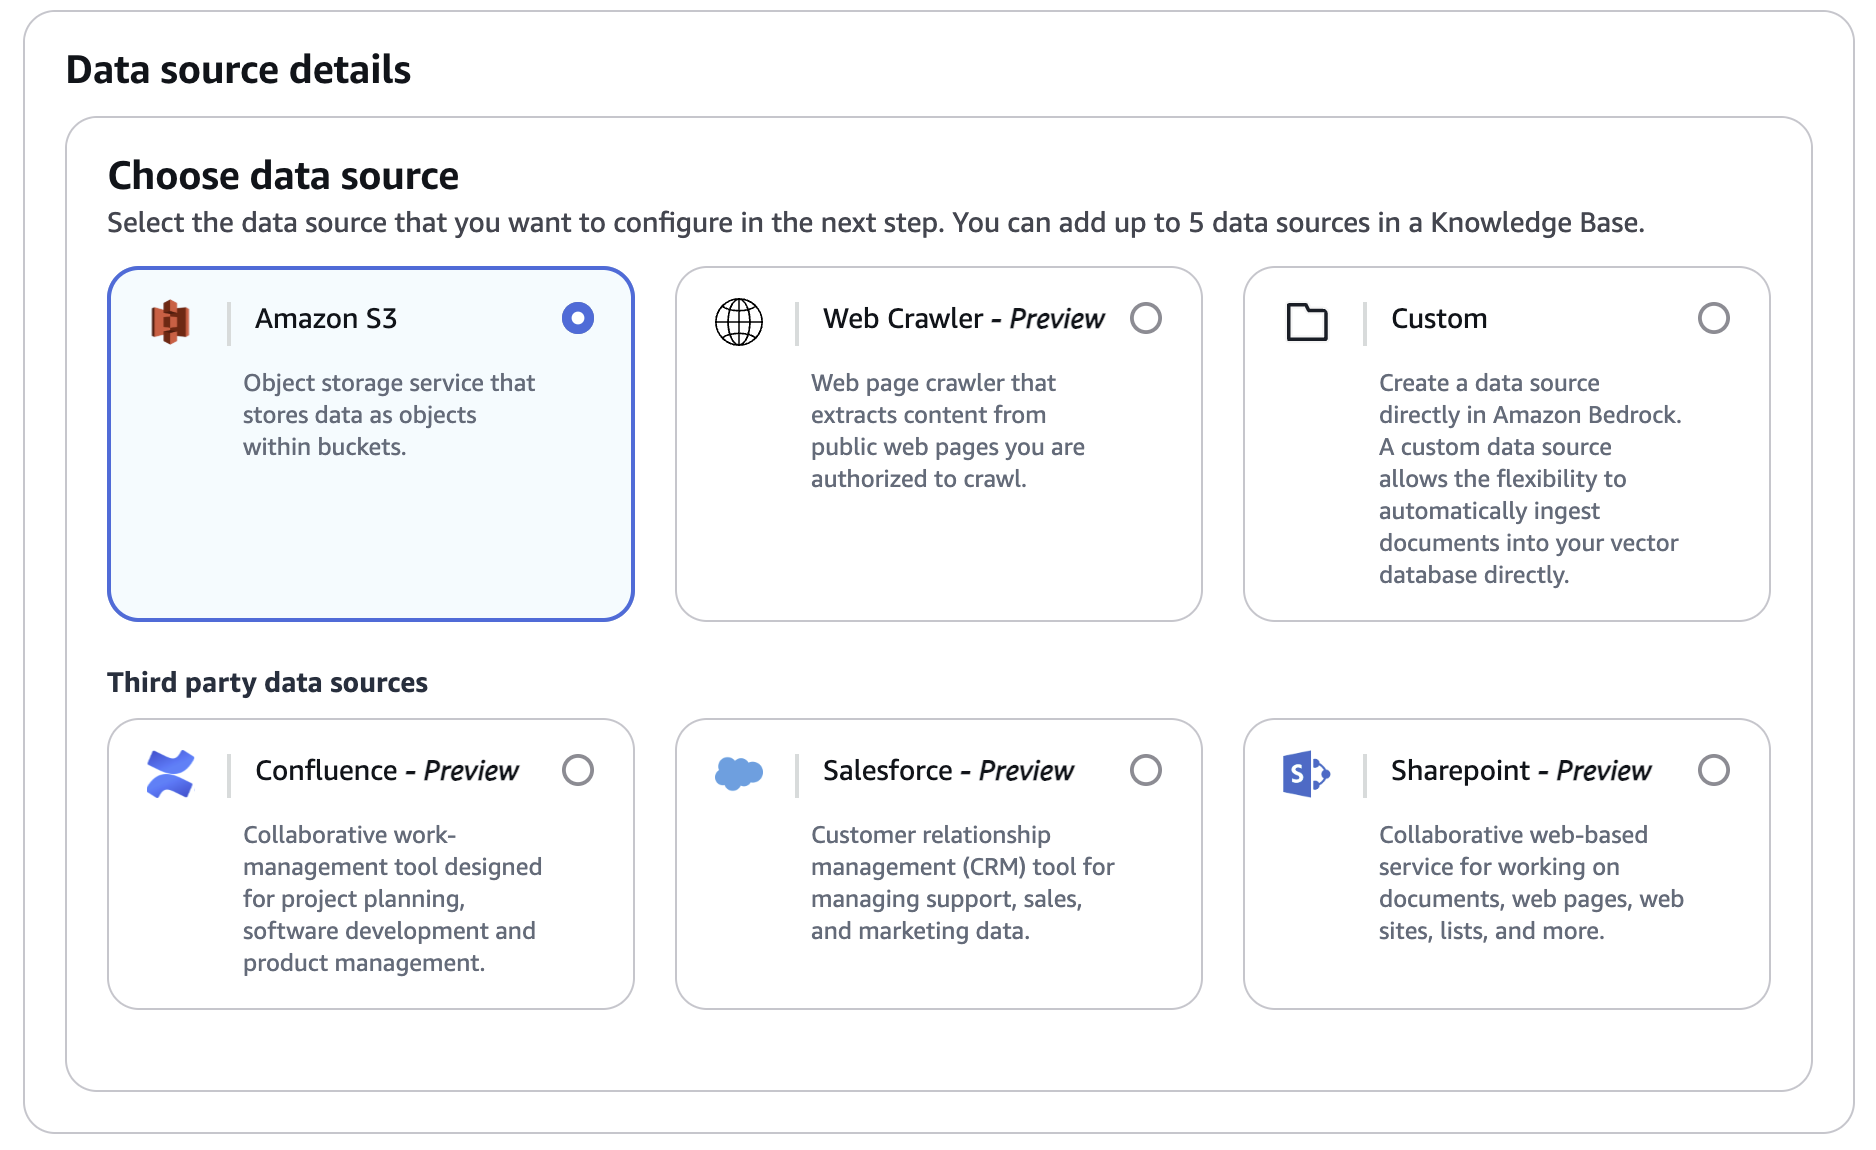 Data source details
Choose data source
Select the data source that you want to configure in the next step. You can add up to 5 data sources in a Knowledge Base.
Amazon S3
Object storage service that
stores data as objects
within buckets.
Web Crawler - Preview
Web page crawler that
extracts content from
public web pages you are
authorized to crawl.
Custom
Create a data source
directly in Amazon Bedrock.
A custom data source
allows the flexibility to
automatically ingest
documents into your vector
database directly.
Third party data sources
Confluence - Preview
Collaborative work-
management tool designed
for project planning,
software development and
product management.
Salesforce - Preview
Customer relationship
management (CRM) tool for
managing support, sales,
and marketing data.
S
Sharepoint - Preview
Collaborative web-based
service for working on
documents, web pages, web
sites, lists, and more.